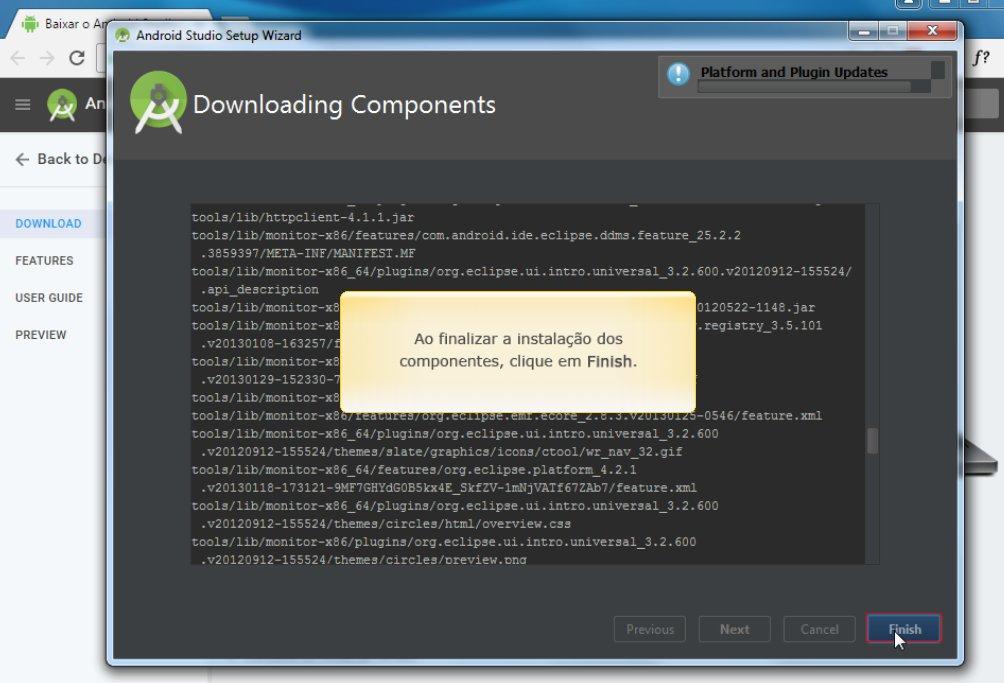 Baixar o An
Android Studio Setup Wizard
f?
Platform and Plugin Updates
An
Downloading Components
Back to De
DOWNLOAD
FEATURES
USER GUIDE
PREVIEW
tools/lib/httpclient-4.1.1.jar
tools/lib/monitor-x86/features/com.android.ide.eclipse.ddms.feature_25.2.2
.3859397/META-INF/MANIFEST.MF
tools/lib/monitor-x86_64/plugins/org.eclipse.ui.intro.universal_3.2.600.v20120912-155524/
.api_description
tools/lib/monitor-x8 0120522-1148.jar
tools/lib/monitor-x8 .registry_3.5.101
.v20130108-163257/f
tools/lib/monitor-x8
.v20130129-152330-7
tools/lib/monitor-x8
Ao finalizar a instalação dos
componentes, clique em Finish.
tools/lib/monitor-x86/features/org.eclipse.emf.ecore_2.8.3.v20130125-0546/feature.xml
tools/lib/monitor-x86_64/plugins/org.eclipse.ui.intro.universal_3.2.600
.v20120912-155524/themes/slate/graphics/icons/ctool/wr_nav_32.gif
tools/lib/monitor-x86_64/features/org.eclipse.platform_4.2.1
.v20130118-173121-9MF7GHYdG0B5kx4E_SkfZV-1mNjVATf67ZAb7/feature.xml
tools/lib/monitor-x86_64/plugins/org.eclipse.ui.intro.universal_3.2.600
.v20120912-155524/themes/circles/html/overview.css
tools/lib/monitor-x86/plugins/org.eclipse.ui.intro.universal_3.2.600
.v20120912-155524/themes/circles/preview.png
Previous
Next
Cancel
Finish